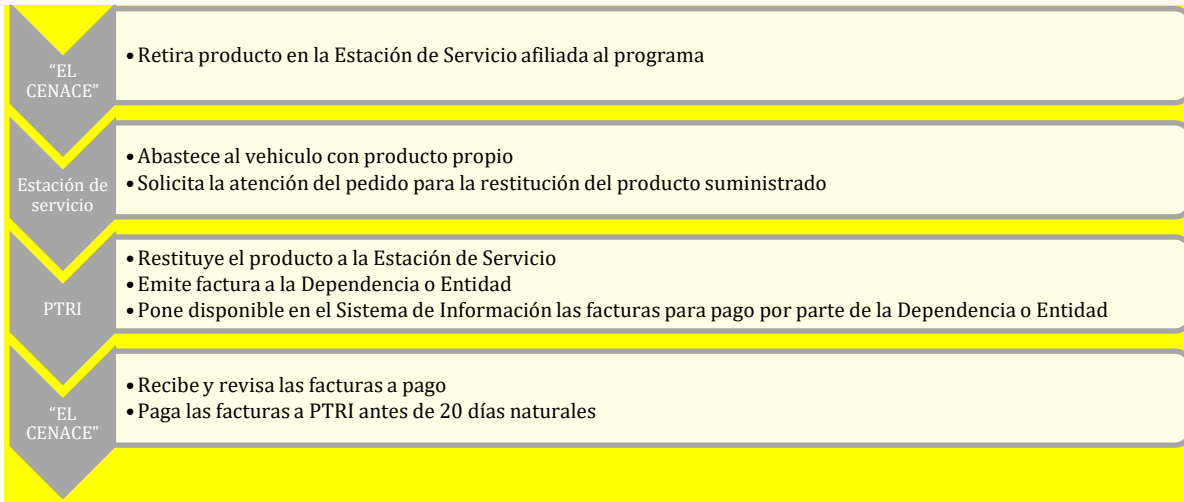 “EL
CENACE”
•Retira producto en la Estación de Servicio afiliada al programa
Estación de
servicio
•Abastece al vehiculo con producto propio
•Solicita la atención del pedido para la restitución del producto suministrado
PTRI
•Restituye el producto a la Estación de Servicio
•Emite factura a la Dependencia o Entidad
•Pone disponible en el Sistema de Información las facturas para pago por parte de la Dependencia o Entidad
“EL
CENACE”
•Recibe y revisa las facturas a pago
•Paga las facturas a PTRI antes de 20 días naturales